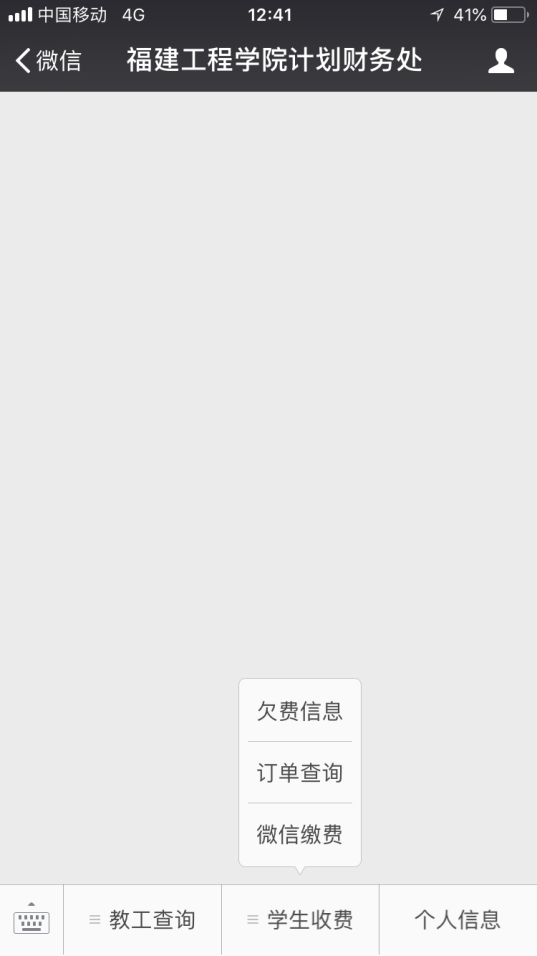 中国移动 4G 12:41 41%
微信 福建工程学院计划财务处
欠费信息
订单查询
微信缴费
教工查询 学生收费 个人信息